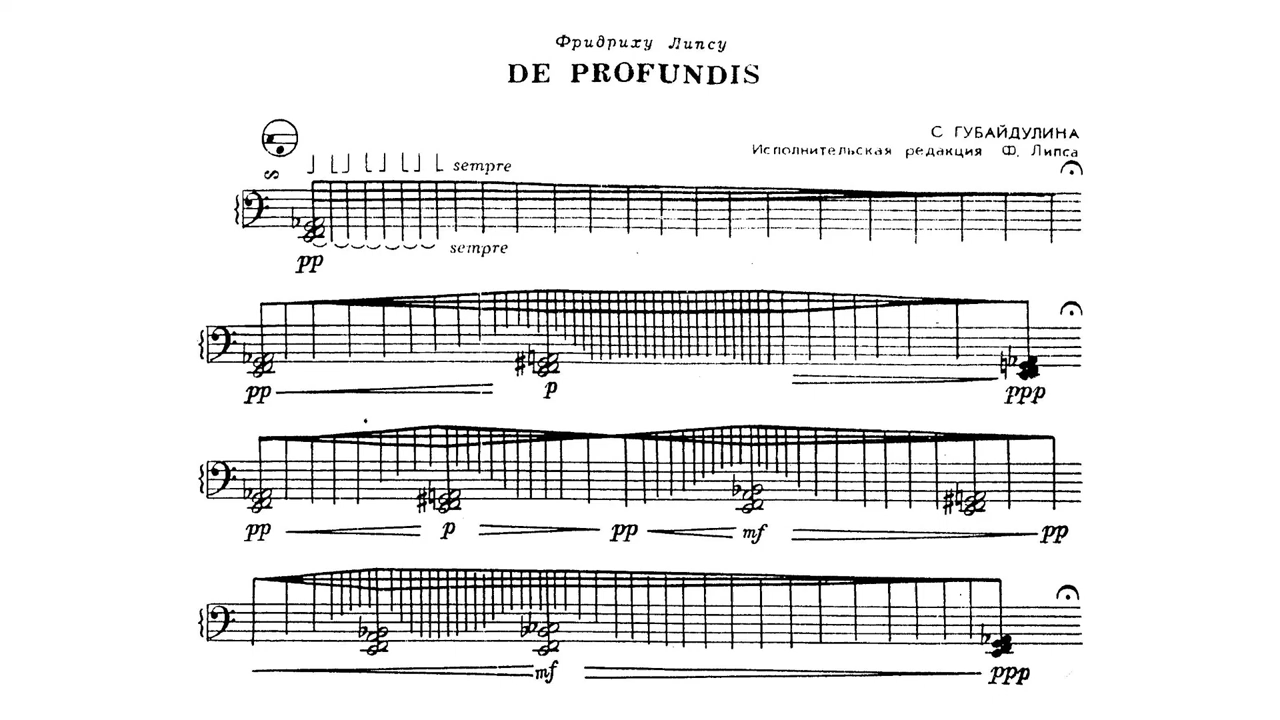 Фридриху Липсу
DE PROFUNDIS
С ГУБАЙДУЛИНА
Исполнительская редакция Ф. Липса
sempre
S
sempre
pp
pp p ppp
pp p pp mf pp
mf ppp